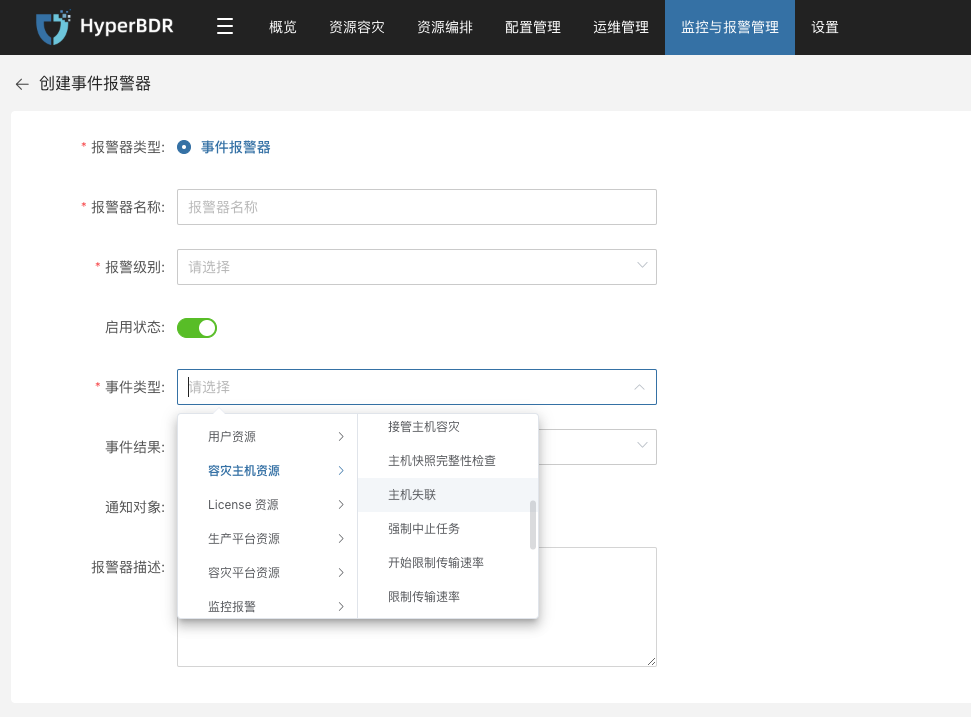 HyperBDR 概览 资源容灾 资源编排 配置管理 运维管理 监控与报警管理 设置
创建事件报警器
* 报警器类型: 事件报警器
* 报警器名称: 报警器名称
* 报警级别: 请选择
启用状态:
* 事件类型: 请选择
事件结果:
通知对象:
报警器描述:
用户资源
容灾主机资源
License 资源
生产平台资源
容灾平台资源
监控报警
接管主机容灾
主机快照完整性检查
主机失联
强制中止任务
开始限制传输速率
限制传输速率